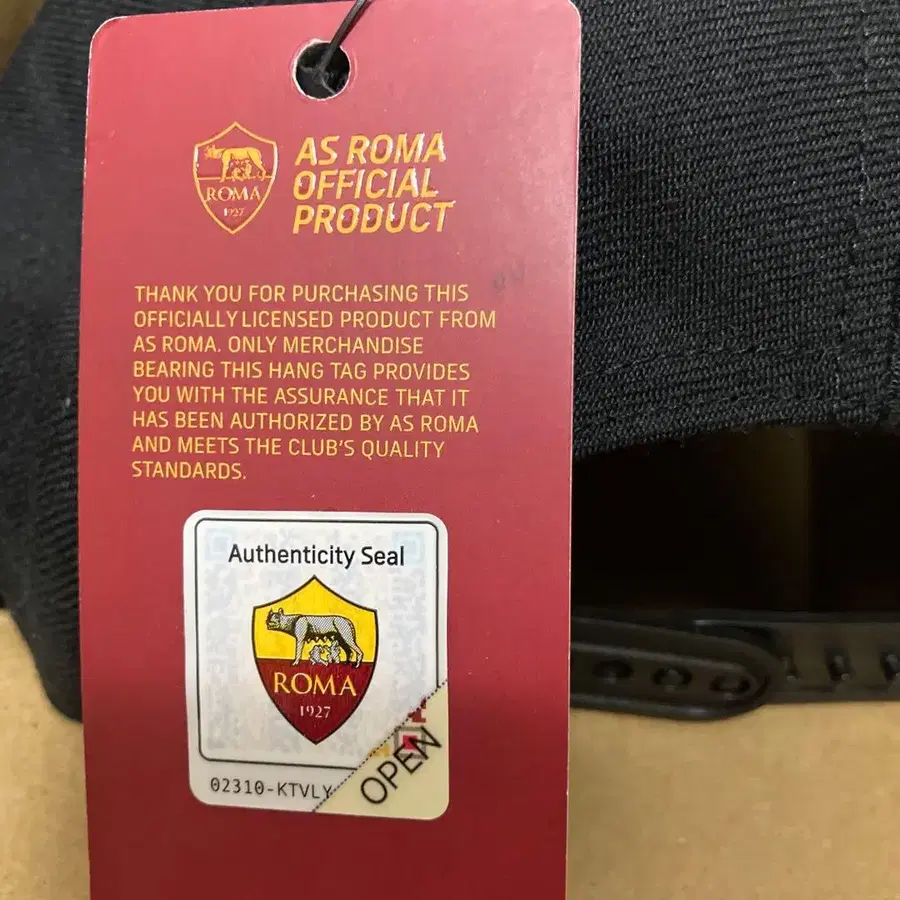 ROMA
1927
AS ROMA
OFFICIAL
PRODUCT
THANK YOU FOR PURCHASING THIS
OFFICIALLY LICENSED PRODUCT FROM
AS ROMA. ONLY MERCHANDISE
BEARING THIS HANG TAG PROVIDES
YOU WITH THE ASSURANCE THAT IT
HAS BEEN AUTHORIZED BY AS ROMA
AND MEETS THE CLUB'S QUALITY
STANDARDS.
Authenticity Seal
ROMA
1927
02310-KTVLY
OPEN